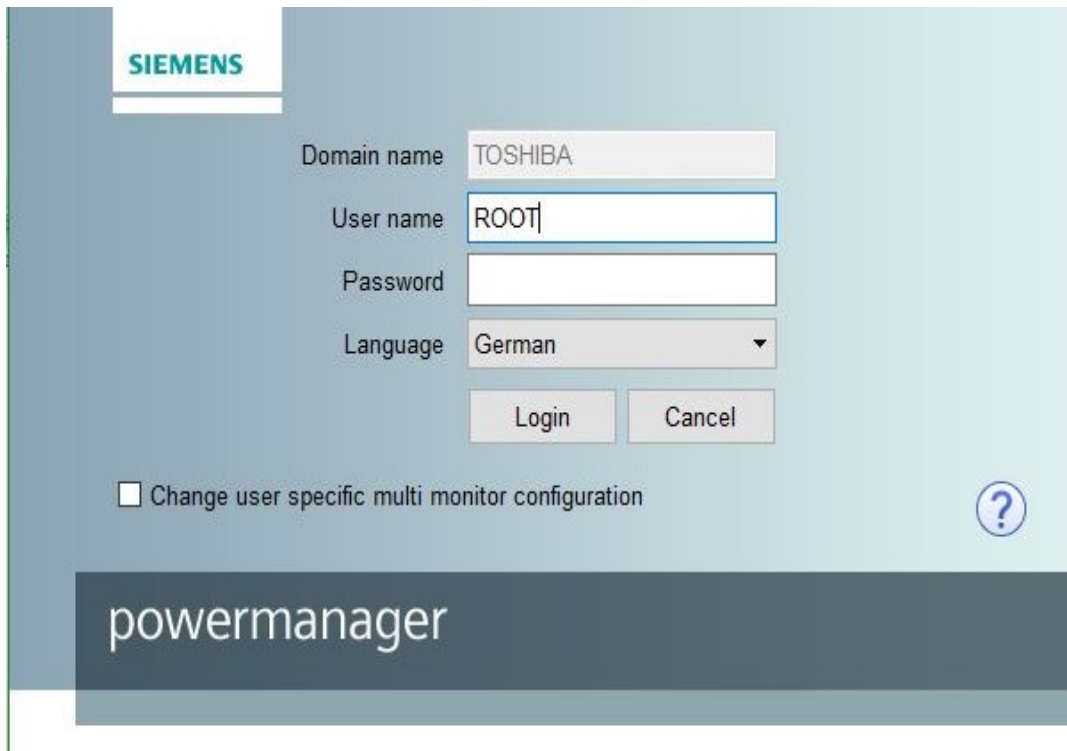 SIEMENS
Domain name TOSHIBA
User name ROOT
Password
Language German
Login Cancel
Change user specific multi monitor configuration
?
powermanager